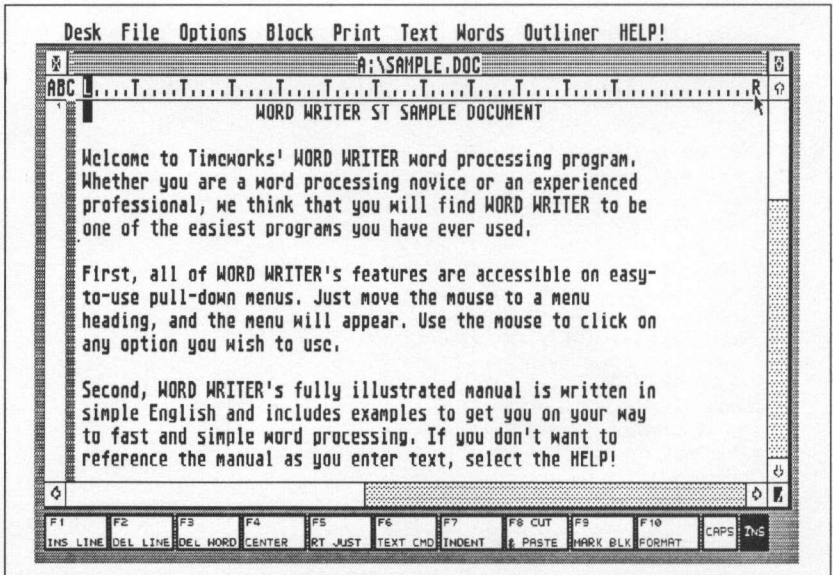 Desk File Options Block Print Text Words Outliner HELP!
A:\SAMPLE.DOC
ABC L....T....T....T....T....T....T....T....T....T....T..............R
1
WORD WRITER ST SAMPLE DOCUMENT
Welcome to Timeworks' WORD WRITER word processing program.
Whether you are a word processing novice or an experienced
professional, we think that you will find WORD WRITER to be
one of the easiest programs you have ever used.
First, all of WORD WRITER's features are accessible on easy-
to-use pull-down menus. Just move the mouse to a menu
heading, and the menu will appear. Use the mouse to click on
any option you wish to use.
Second, WORD WRITER's fully illustrated manual is written in
simple English and includes examples to get you on your way
to fast and simple word processing. If you don't want to
reference the manual as you enter text, select the HELP!
F1 F2 F3 F4 F5 F6 F7 F8 CUT F9 F10 CAPS INS
INS LINE DEL LINE DEL WORD CENTER RT JUST TEXT CMD INDENT & PASTE MARK BLK FORMAT